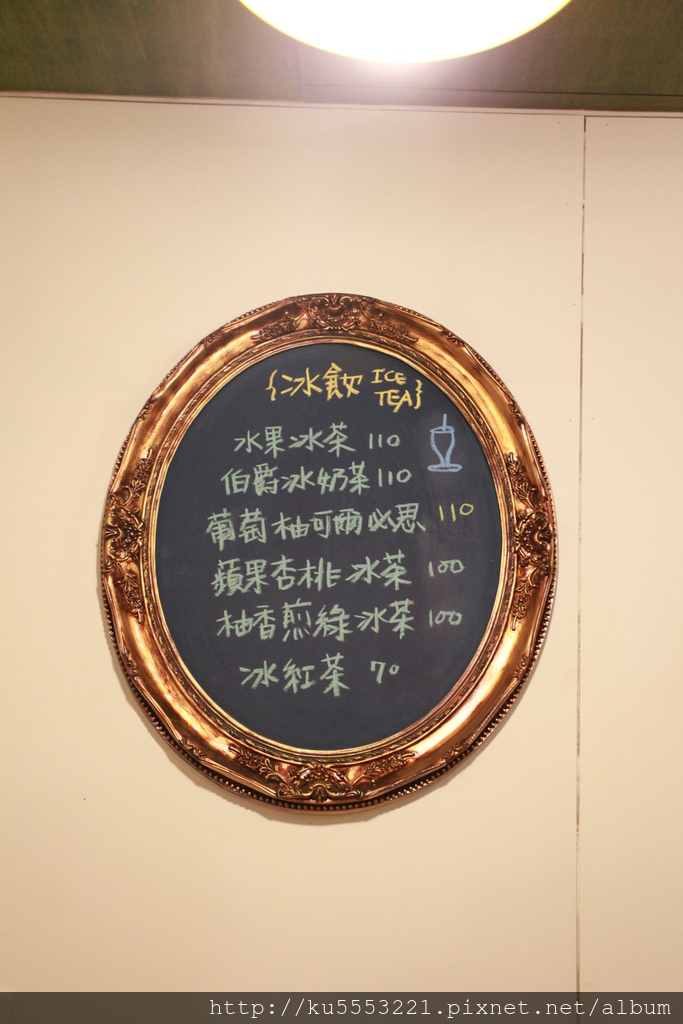 {冰飲 ICE TEA}
水果冰茶 110
伯爵冰奶茶 110
葡萄柚可爾必思 110
蘋果杏桃冰茶 100
柚香煎綠冰茶 100
冰紅茶 70
http://ku5553221.pixnet.net/album